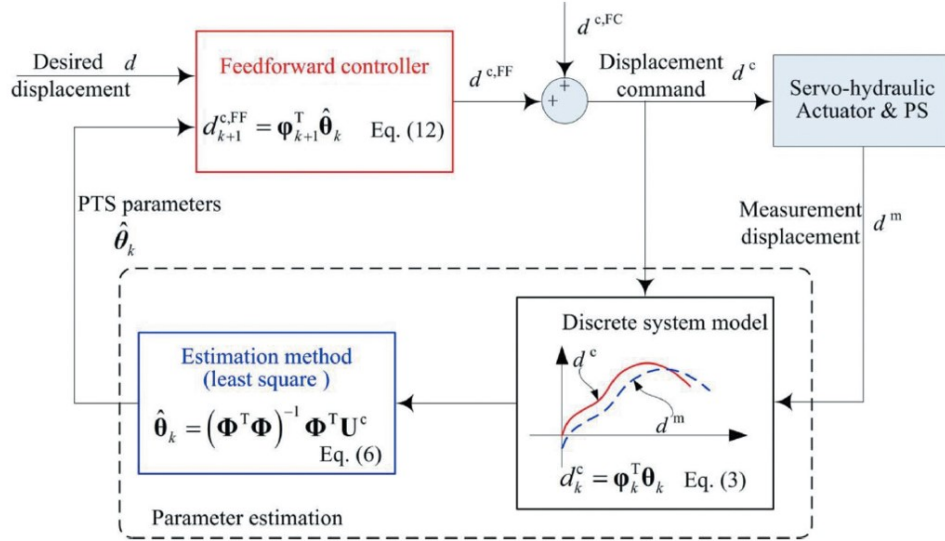 d^{c,FC}
Desired d
displacement
Feedforward controller
d^{c,FF}_{k+1} = φ^T_{k+1} θ̂_k Eq. (12)
d^{c,FF}
+ +
Displacement
command
d^c
Servo-hydraulic
Actuator & PS
PTS parameters
θ̂_k
Measurement
displacement
d^m
Estimation method
(least square )
θ̂_k = (Φ^T Φ)^{-1} Φ^T U^c
Eq. (6)
Discrete system model
d^c
d^m
d^c_k = φ^T_k θ_k Eq. (3)
Parameter estimation